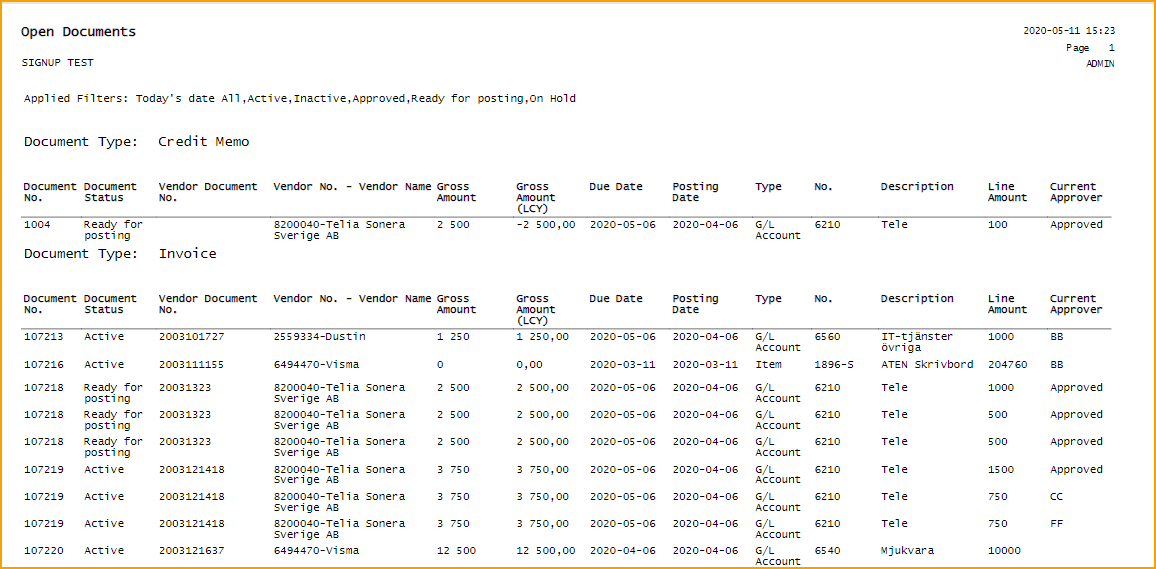 Open Documents
2020-05-11 15:23
Page 1
SIGNUP TEST
ADMIN
Applied Filters: Today's date All,Active,Inactive,Approved,Ready for posting,On Hold
Document Type: Credit Memo
Document Document Vendor Document Vendor No. - Vendor Name Gross Gross Due Date Posting Type No. Description Line Current
No. Status No. Amount Amount Date Amount Approver
(LCY)
1004 Ready for 8200040-Telia Sonera 2 500 -2 500,00 2020-05-06 2020-04-06 G/L 6210 Tele 100 Approved
posting Sverige AB Account
Document Type: Invoice
Document Document Vendor Document Vendor No. - Vendor Name Gross Gross Due Date Posting Type No. Description Line Current
No. Status No. Amount Amount Date Amount Approver
(LCY)
107213 Active 2003101727 2559334-Dustin 1 250 1 250,00 2020-05-06 2020-04-06 G/L 6560 IT-tjänster 1000 BB
Account övriga
107216 Active 2003111155 6494470-Visma 0 0,00 2020-03-11 2020-03-11 Item 1896-S ATEN Skrivbord 204760 BB
107218 Ready for 20031323 8200040-Telia Sonera 2 500 2 500,00 2020-05-06 2020-04-06 G/L 6210 Tele 1000 Approved
posting Sverige AB Account
107218 Ready for 20031323 8200040-Telia Sonera 2 500 2 500,00 2020-05-06 2020-04-06 G/L 6210 Tele 500 Approved
posting Sverige AB Account
107218 Ready for 20031323 8200040-Telia Sonera 2 500 2 500,00 2020-05-06 2020-04-06 G/L 6210 Tele 500 Approved
posting Sverige AB Account
107219 Active 2003121418 8200040-Telia Sonera 3 750 3 750,00 2020-05-06 2020-04-06 G/L 6210 Tele 1500 Approved
Sverige AB Account
107219 Active 2003121418 8200040-Telia Sonera 3 750 3 750,00 2020-05-06 2020-04-06 G/L 6210 Tele 750 CC
Sverige AB Account
107219 Active 2003121418 8200040-Telia Sonera 3 750 3 750,00 2020-05-06 2020-04-06 G/L 6210 Tele 750 FF
Sverige AB Account
107220 Active 2003121637 6494470-Visma 12 500 12 500,00 2020-04-06 2020-04-06 G/L 6540 Mjukvara 10000
Account